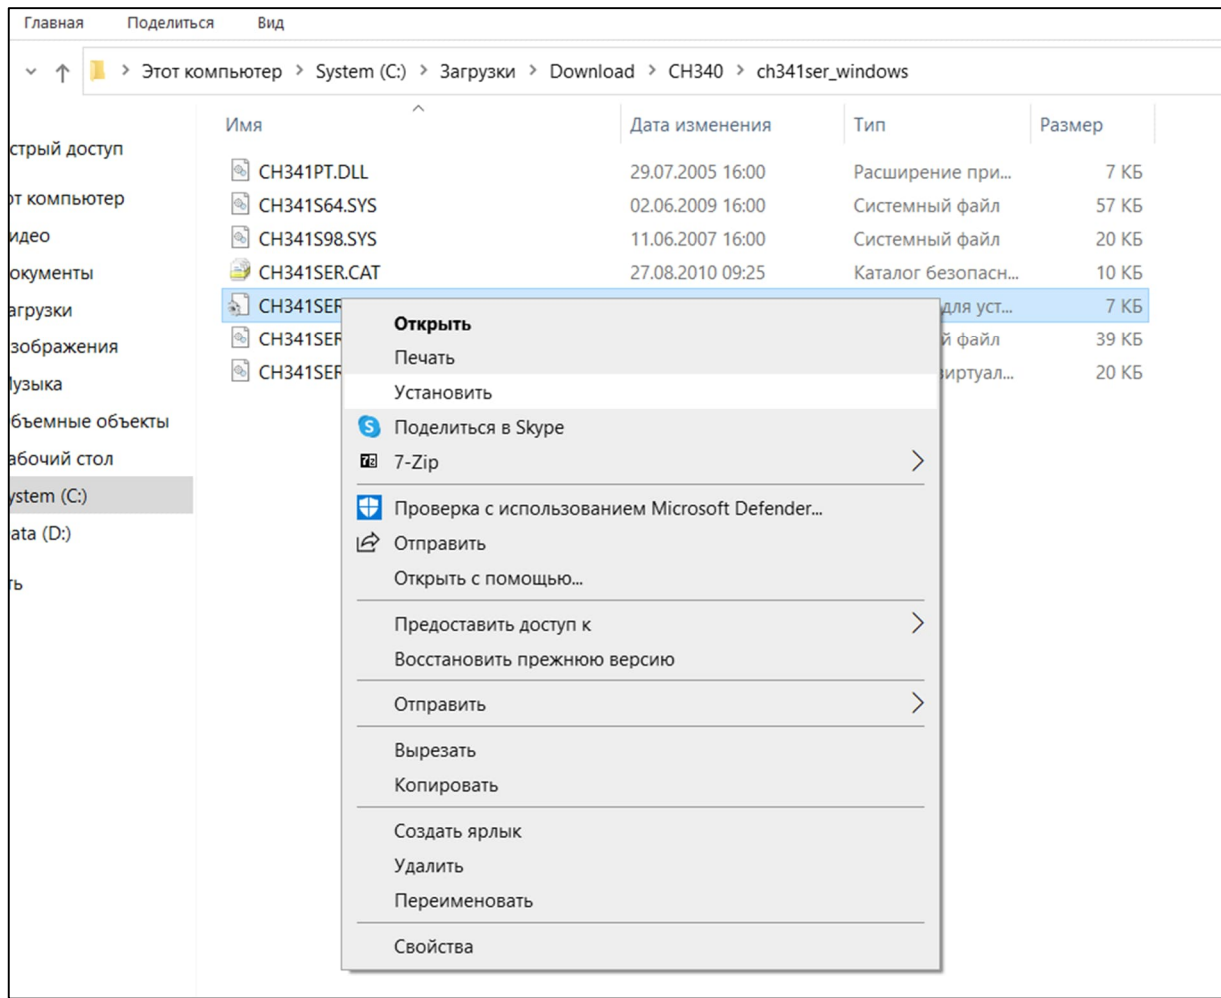 Главная Поделиться Вид
Этот компьютер > System (C:) > Загрузки > Download > CH340 > ch341ser_windows
Имя Дата изменения Тип Размер
стрый доступ
от компьютер
идео
окументы
агрузки
зображения
узыка
бъемные объекты
абочий стол
ystem (C:)
ata (D:)
ть
CH341PT.DLL 29.07.2005 16:00 Расширение при... 7 КБ
CH341S64.SYS 02.06.2009 16:00 Системный файл 57 КБ
CH341S98.SYS 11.06.2007 16:00 Системный файл 20 КБ
CH341SER.CAT 27.08.2010 09:25 Каталог безопасн... 10 КБ
CH341SER для уст... 7 КБ
CH341SER й файл 39 КБ
CH341SER виртуал... 20 КБ
Открыть
Печать
Установить
Поделиться в Skype
7-Zip
Проверка с использованием Microsoft Defender...
Отправить
Открыть с помощью...
Предоставить доступ к
Восстановить прежнюю версию
Отправить
Вырезать
Копировать
Создать ярлык
Удалить
Переименовать
Свойства